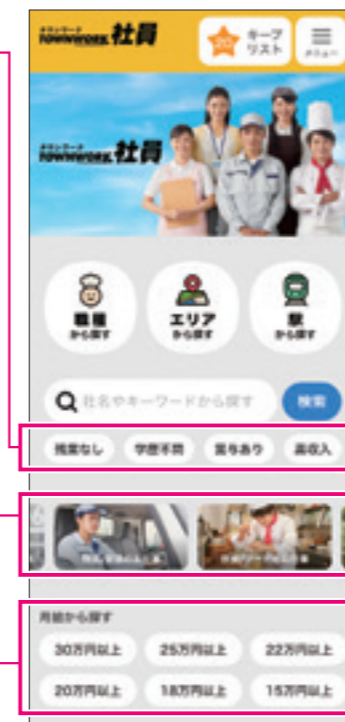 タウンワーク
TOWNWORK 社員
20
キープ
リスト
メニュー
タウンワーク
TOWNWORK 社員
職種
から探す
エリア
から探す
駅
から探す
社名やキーワードから探す
検索
残業なし 学歴不問 賞与あり 高収入
月給から探す
30万円以上 25万円以上 22万円以上
20万円以上 18万円以上 15万円以上